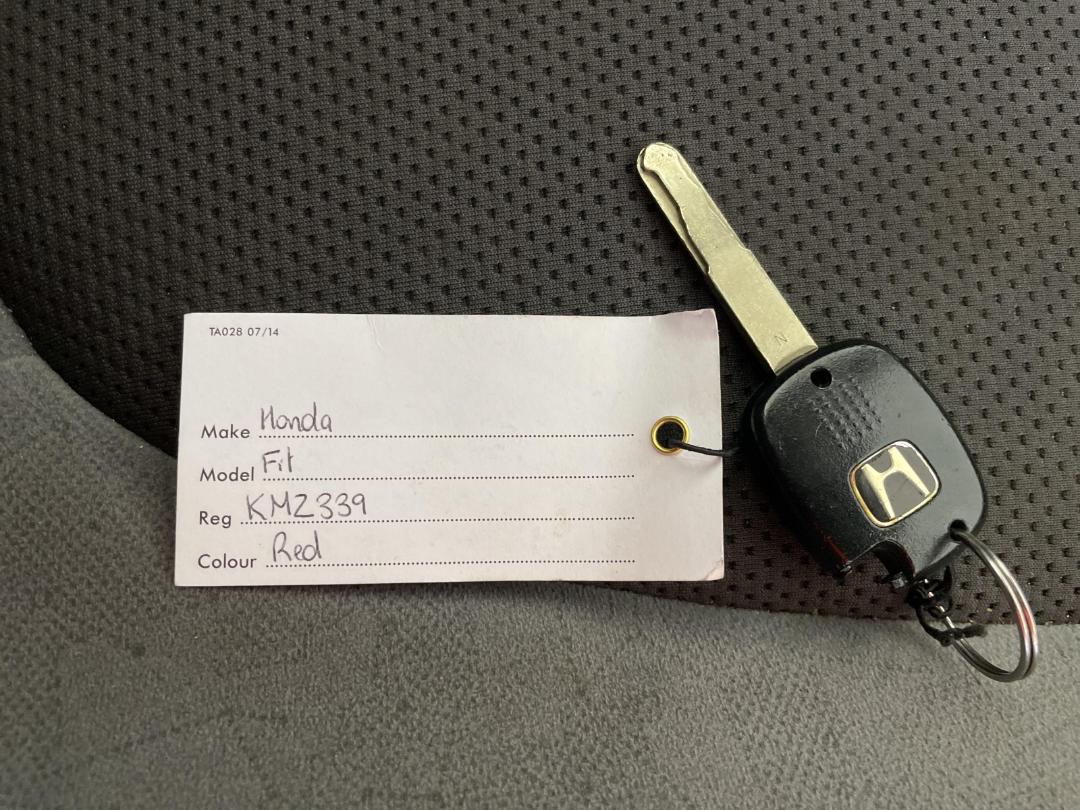 TA028 07/14
Make Honda
Model Fit
Reg KMZ339
Colour Red
N